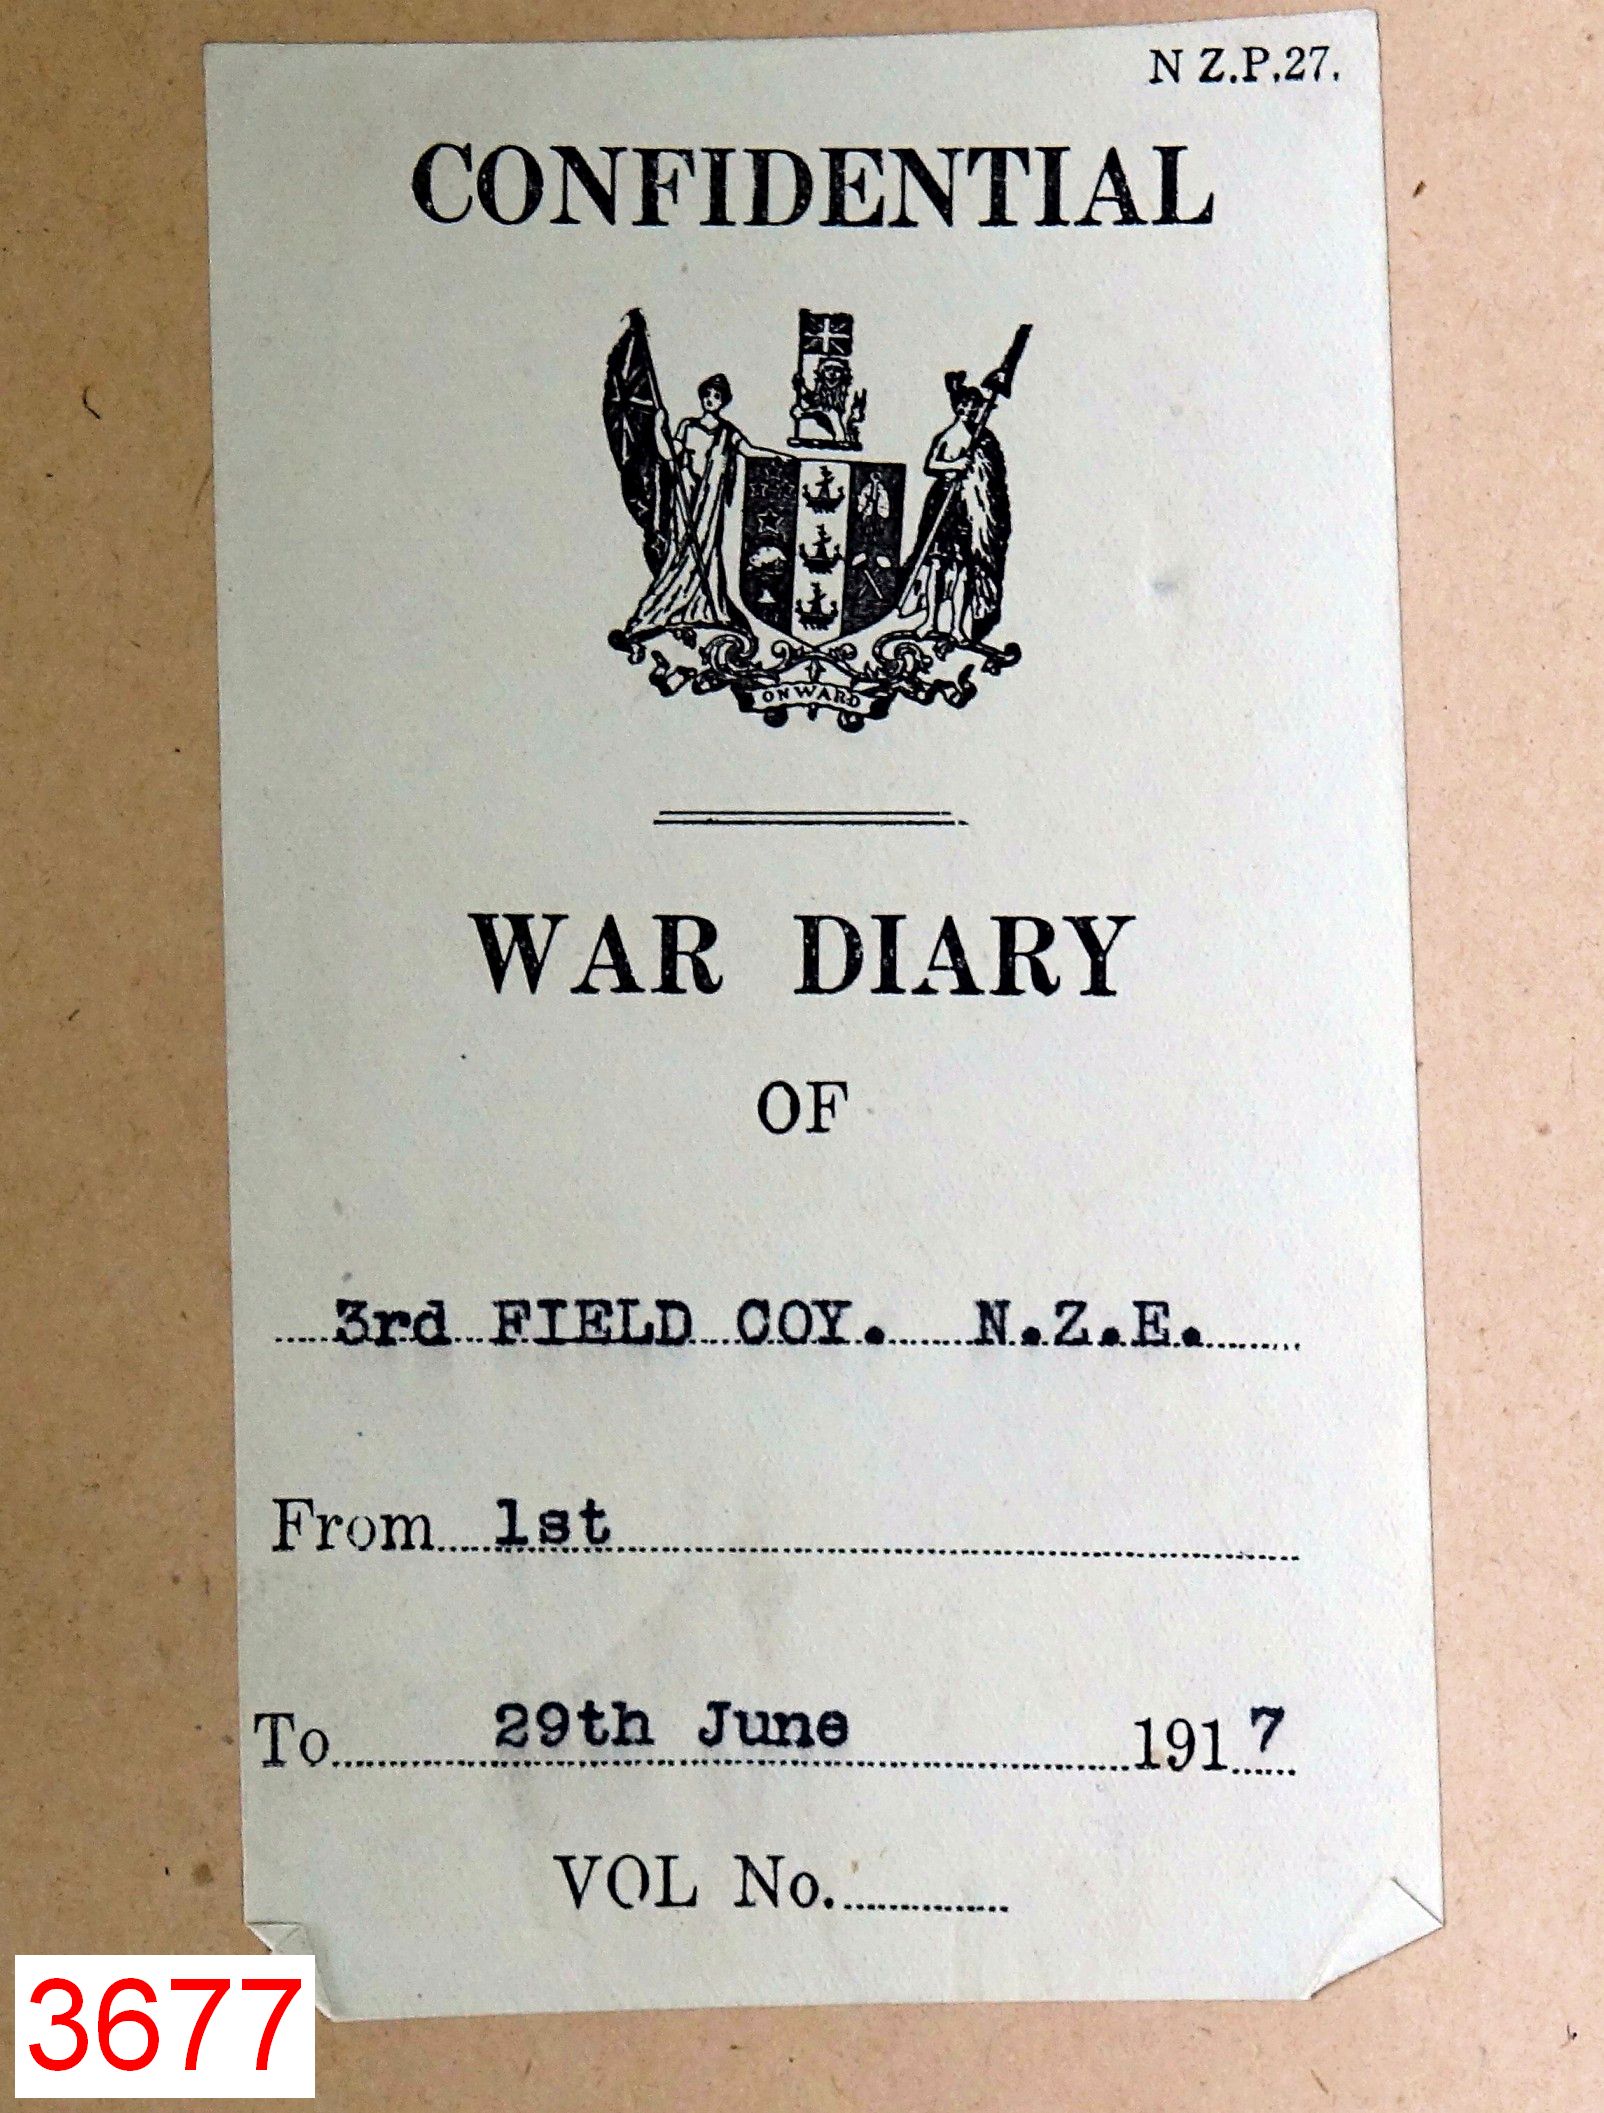 N Z.P.27.
CONFIDENTIAL
ONWARD
WAR DIARY
OF
3rd FIELD COY. N.Z.E.
From 1st
To 29th June 1917
VOL No.
3677